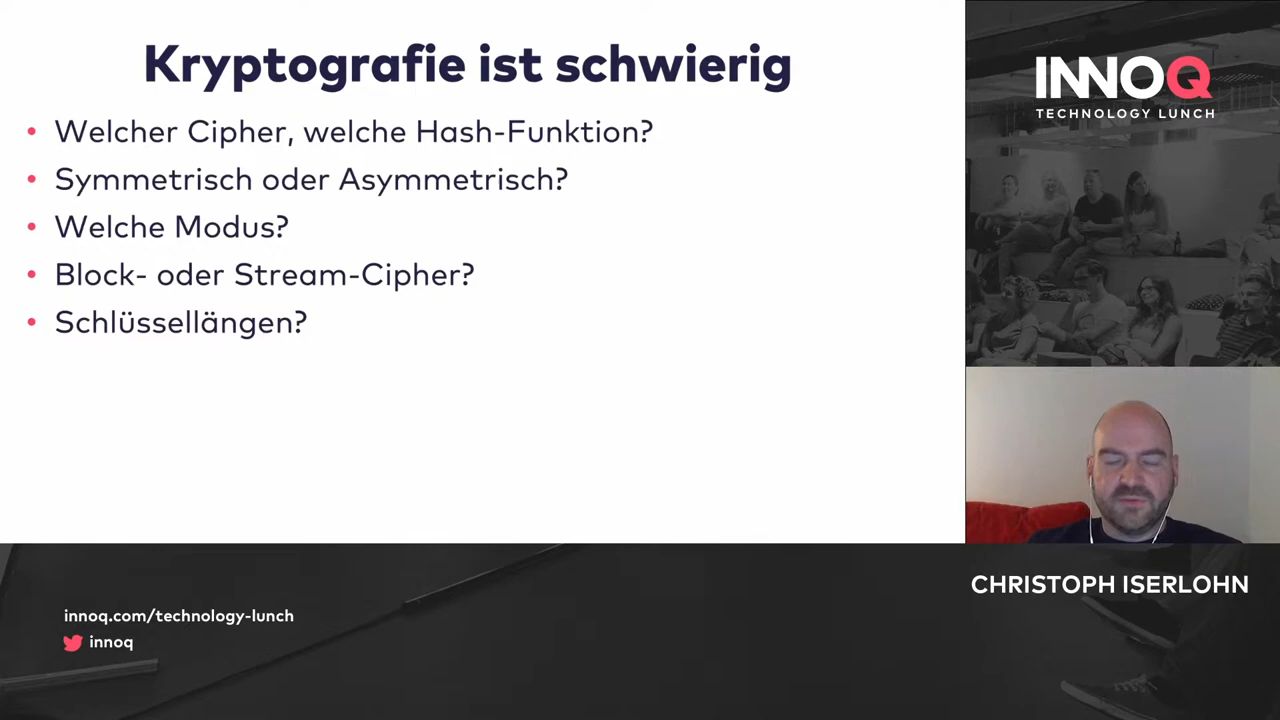 Kryptografie ist schwierig
• Welcher Cipher, welche Hash-Funktion?
• Symmetrisch oder Asymmetrisch?
• Welche Modus?
• Block- oder Stream-Cipher?
• Schlüssellängen?
INNOQ
TECHNOLOGY LUNCH
CHRISTOPH ISERLOHN
innoq.com/technology-lunch
innoq